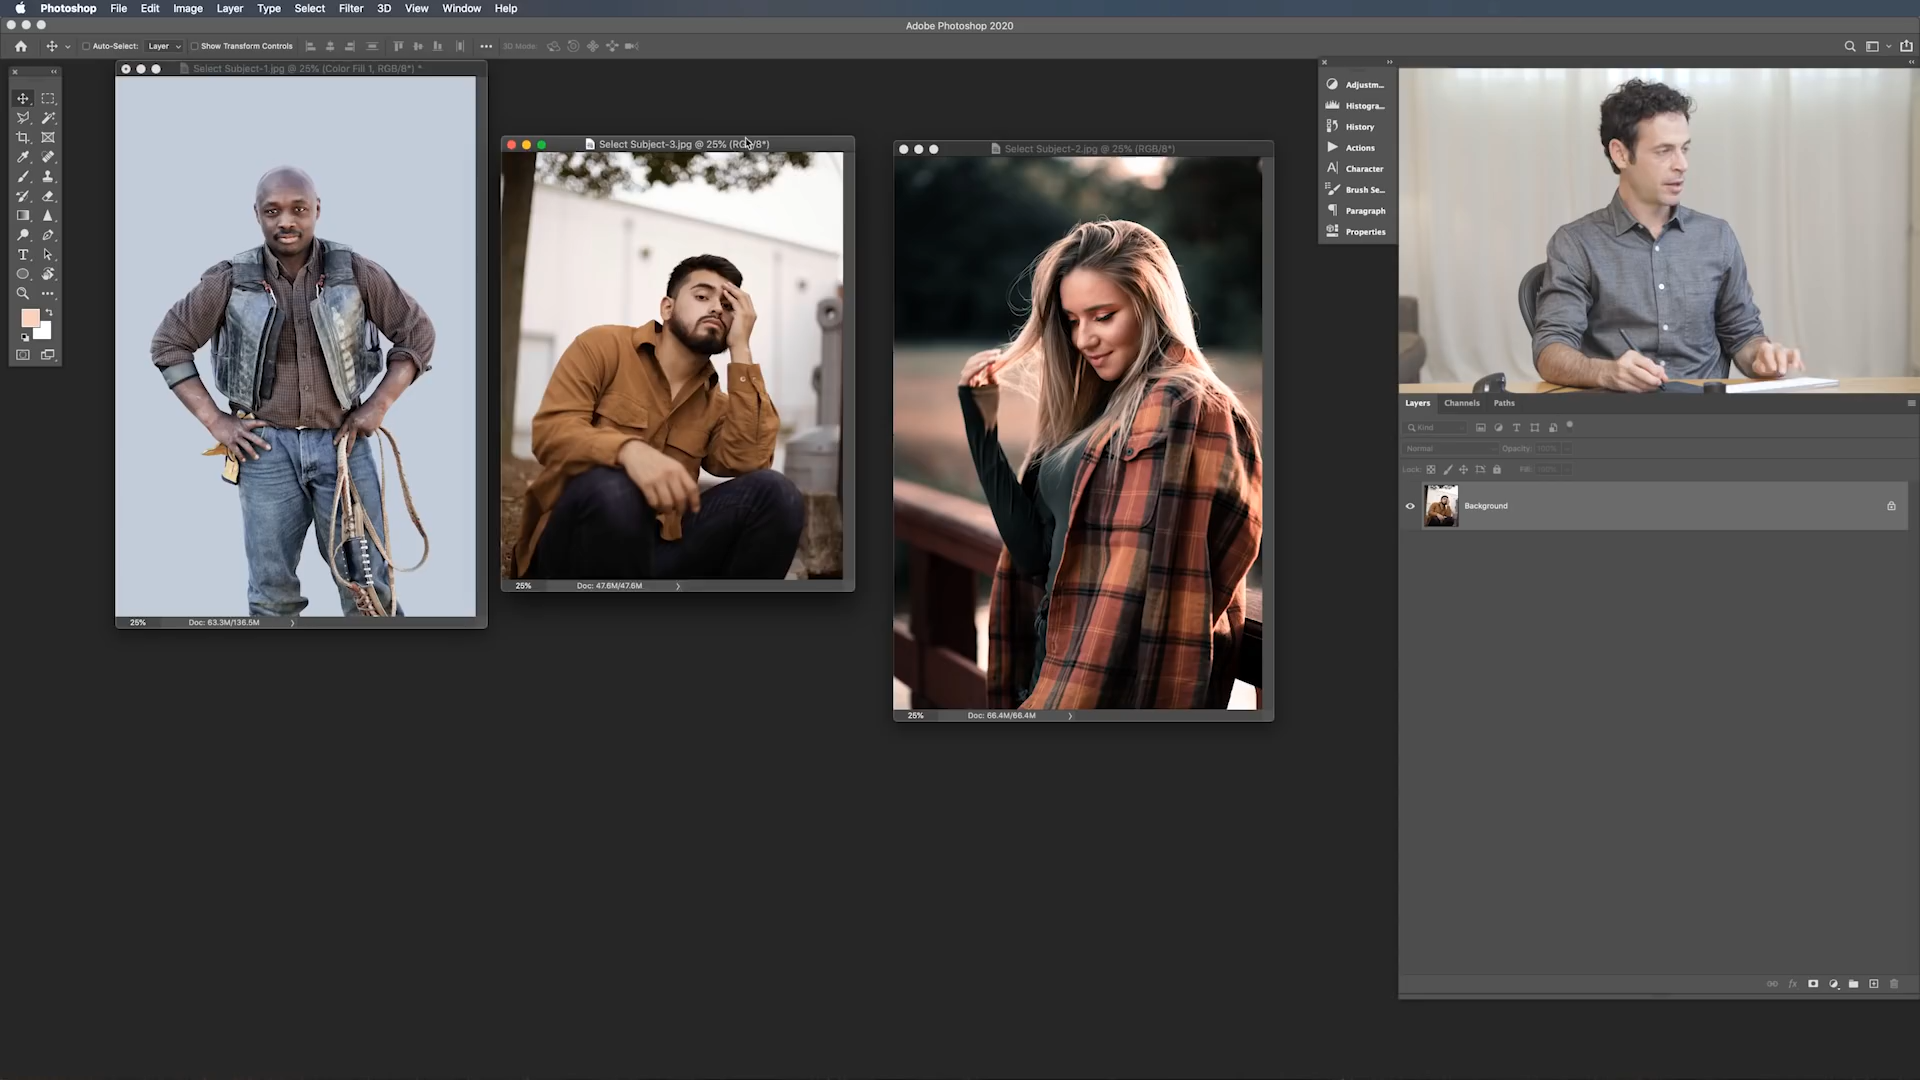 Photoshop File Edit Image Layer Type Select Filter 3D View Window Help
Adobe Photoshop 2020
Auto-Select: Layer Show Transform Controls 3D Mode:
Select Subject-1.jpg @ 25% (Color Fill 1, RGB/8*) *
Select Subject-3.jpg @ 25% (RGB/8*)
Select Subject-2.jpg @ 25% (RGB/8*)
Adjustm...
Histogra...
History
Actions
Character
Brush Se...
Paragraph
Properties
Layers Channels Paths
Kind
Normal Opacity: 100%
Lock: Fill: 100%
Background
25% Doc: 47.6M/47.6M
25% Doc: 63.3M/136.5M
25% Doc: 66.4M/66.4M